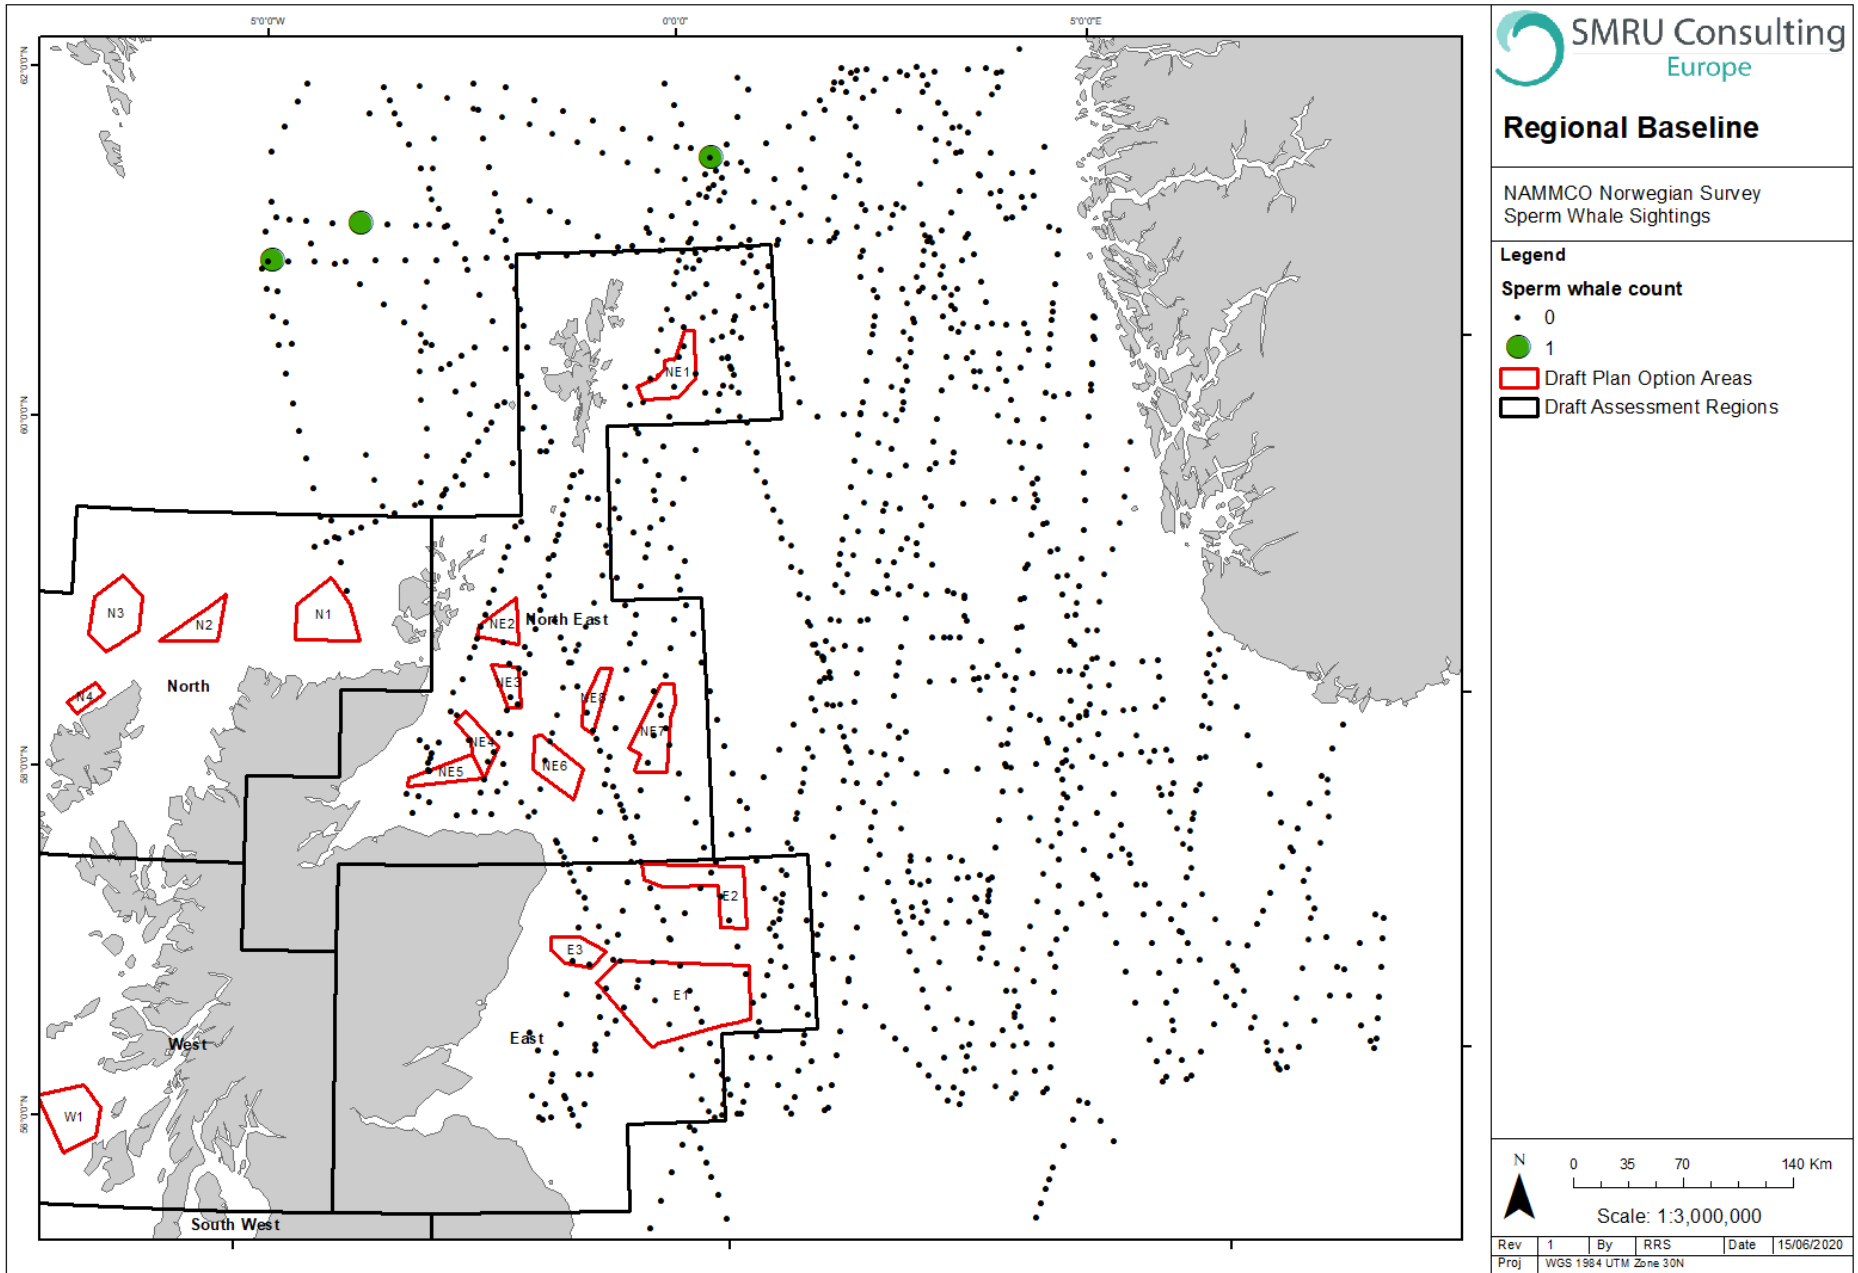 5°0'0"W
0°0'0"
5°0'0"E
62°0'0"N
60°0'0"N
58°0'0"N
56°0'0"N
NE1
N3
N2
N1
NE2
North East
N4
North
NE3
NE8
NE7
NE4
NE5
NE6
E2
E3
E1
East
West
W1
South West
SMRU Consulting
Europe
Regional Baseline
NAMMCO Norwegian Survey
Sperm Whale Sightings
Legend
Sperm whale count
0
1
Draft Plan Option Areas
Draft Assessment Regions
N
0 35 70 140 Km
Scale: 1:3,000,000
Rev 1 By RRS Date 15/06/2020
Proj WGS 1984 UTM Zone 30N